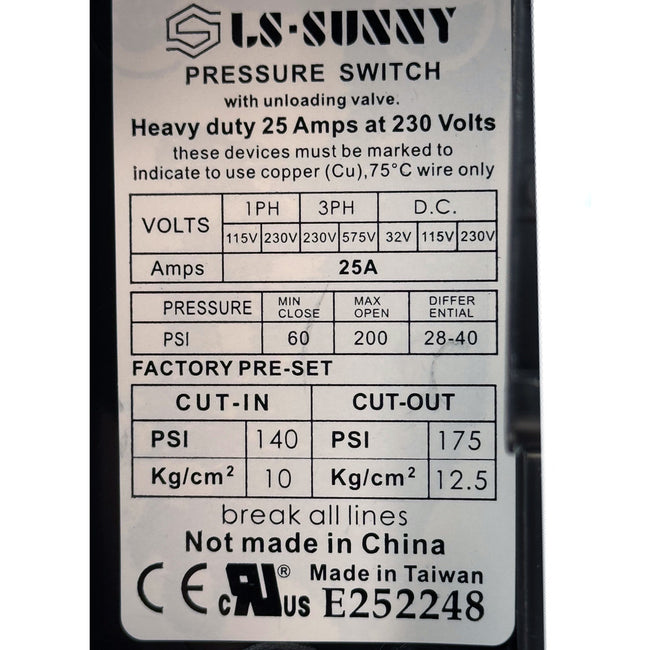 LS·SUNNY
PRESSURE SWITCH
with unloading valve.
Heavy duty 25 Amps at 230 Volts
these devices must be marked to
indicate to use copper (Cu),75°C wire only
VOLTS 1PH 3PH D.C.
115V 230V 230V 575V 32V 115V 230V
Amps 25A
PRESSURE MIN CLOSE MAX OPEN DIFFER ENTIAL
PSI 60 200 28-40
FACTORY PRE-SET
CUT-IN CUT-OUT
PSI 140 PSI 175
Kg/cm² 10 Kg/cm² 12.5
break all lines
Not made in China
CE c RU ® US Made in Taiwan
E252248